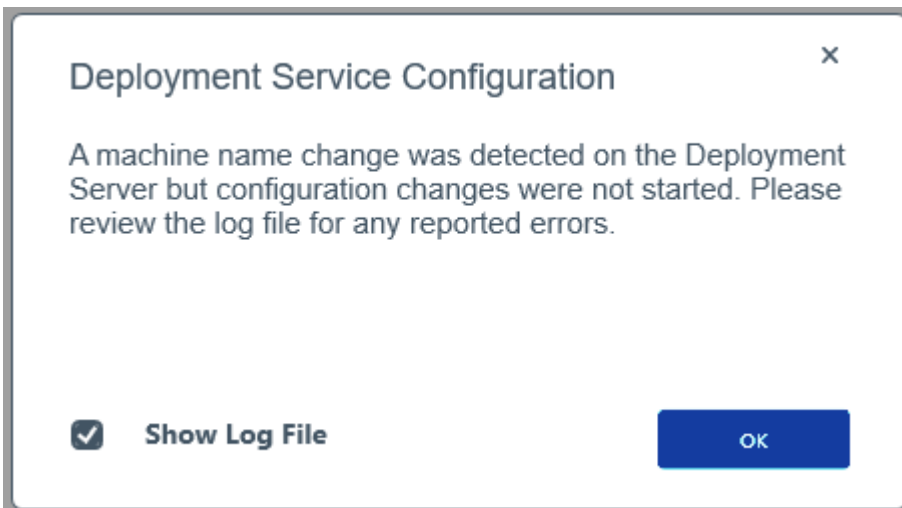 Deployment Service Configuration
A machine name change was detected on the Deployment
Server but configuration changes were not started. Please
review the log file for any reported errors.
Show Log File
OK